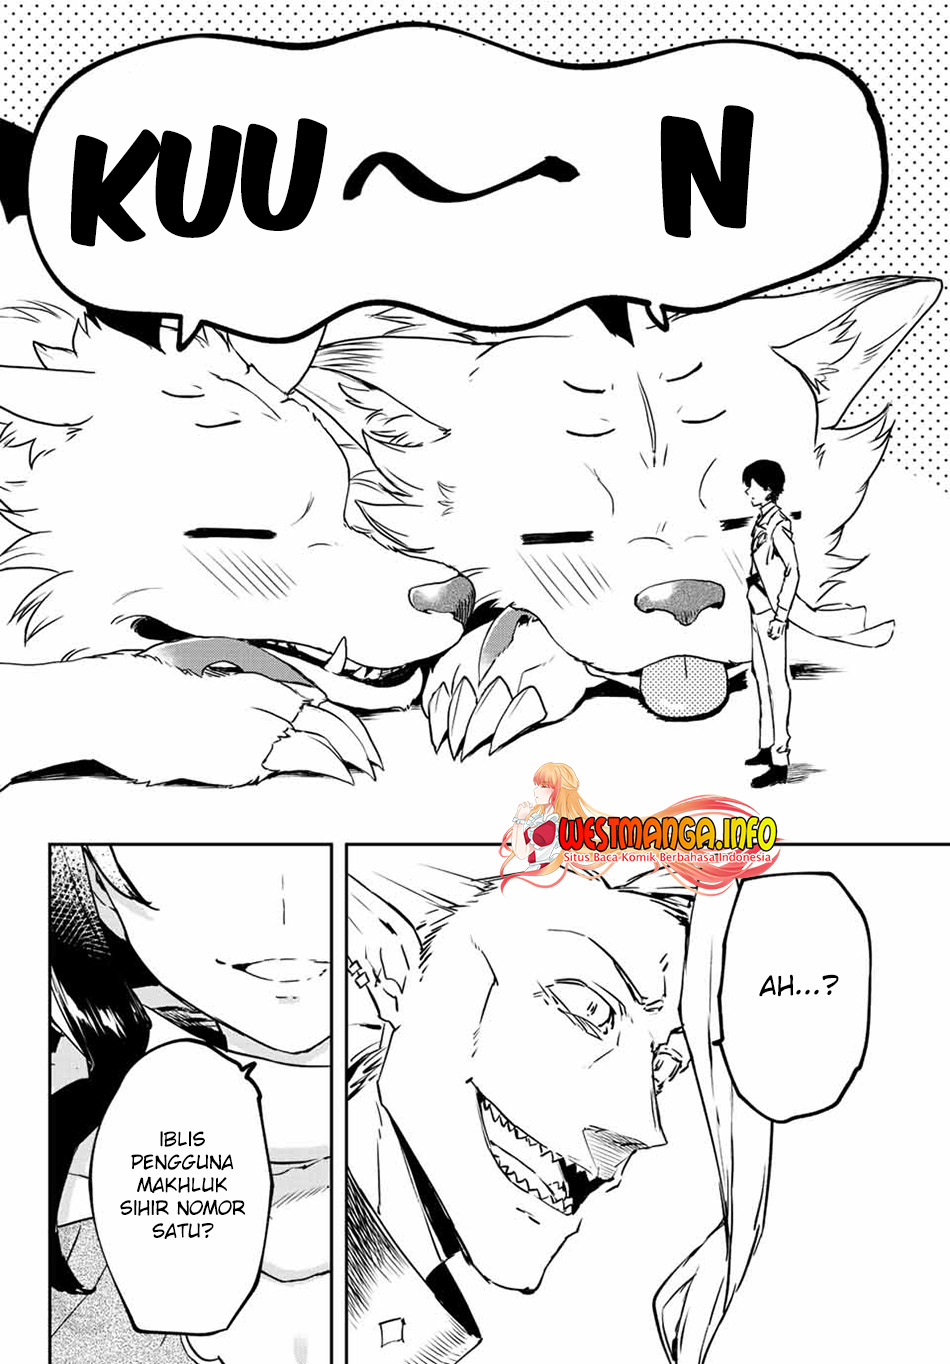 KUU～N
WESTMANGA.INFO
Situs Baca Komik Berbahasa Indonesia
AH...?
IBLIS
PENGGUNA
MAKHLUK
SIHIR NOMOR
SATU?